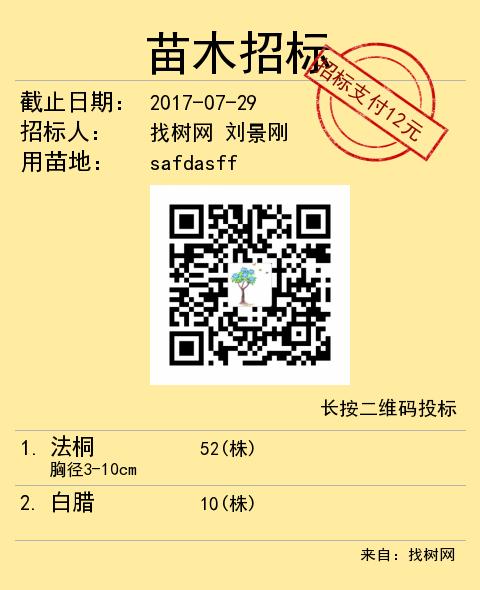 苗木招标
招标支付12元
截止日期： 2017-07-29
招标人： 找树网 刘景刚
用苗地： safdasff
长按二维码投标
1. 法桐 52(株)
胸径3-10cm
2. 白腊 10(株)
来自：找树网